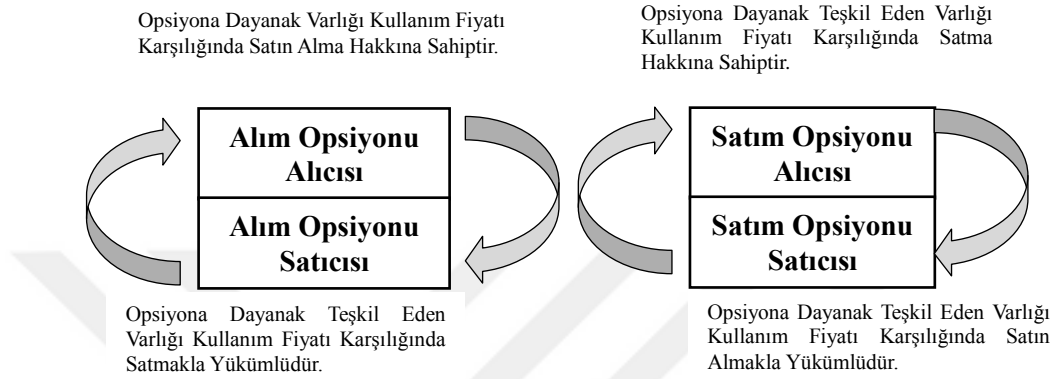 Opsiyona Dayanak Varlığı Kullanım Fiyatı
Karşılığında Satın Alma Hakkına Sahiptir.
Opsiyona Dayanak Teşkil Eden Varlığı
Kullanım Fiyatı Karşılığında Satma
Hakkına Sahiptir.
Alım Opsiyonu
Alıcısı
Alım Opsiyonu
Satıcısı
Satım Opsiyonu
Alıcısı
Satım Opsiyonu
Satıcısı
Opsiyona Dayanak Teşkil Eden
Varlığı Kullanım Fiyatı Karşılığında
Satmakla Yükümlüdür.
Opsiyona Dayanak Teşkil Eden Varlığı
Kullanım Fiyatı Karşılığında Satın
Almakla Yükümlüdür.